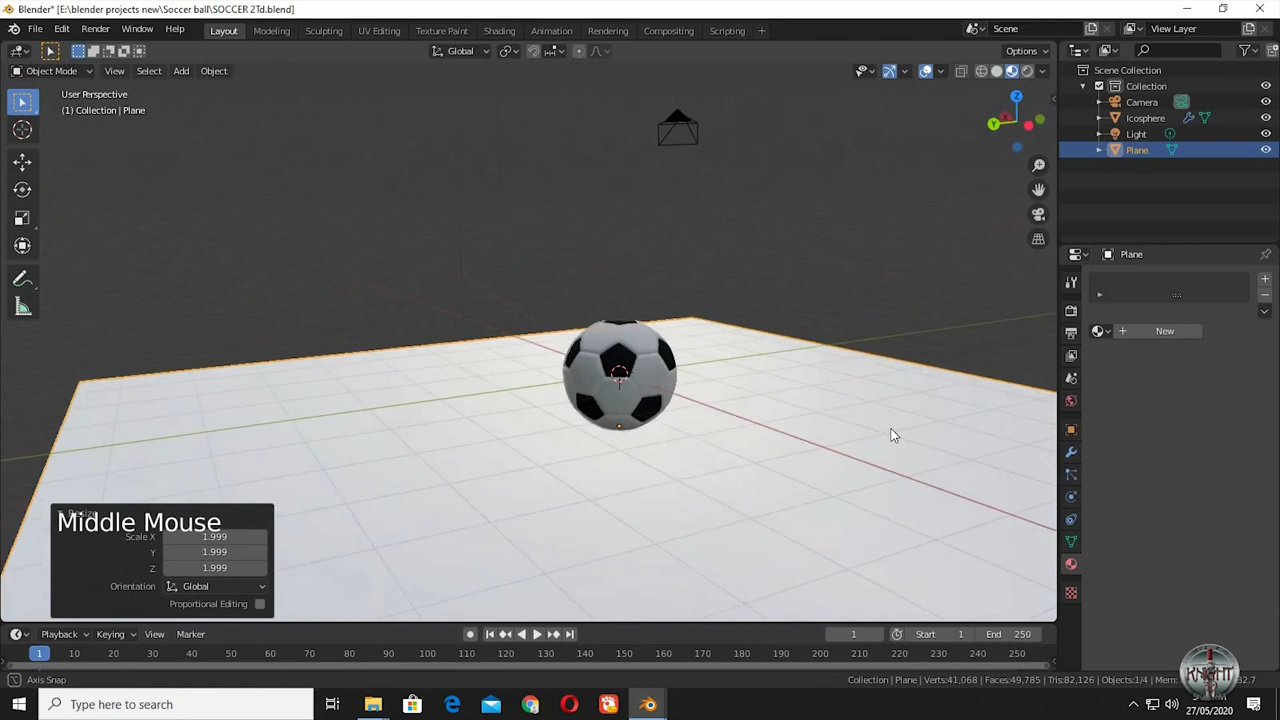 Blender* [E:\blender projects new\Soccer ball\SOCCER 2Td.blend]
File Edit Render Window Help Layout Modeling Sculpting UV Editing Texture Paint Shading Animation Rendering Compositing Scripting + Scene View Layer
Global Options
Object Mode View Select Add Object
User Perspective
(1) Collection | Plane
Z
Y
Scene Collection
Collection
Camera
Icosphere
Light
Plane
Plane
+ New
Middle Mouse
Scale X 1.999
Y 1.999
Z 1.999
Orientation Global
Proportional Editing
Playback Keying View Marker 1 Start 1 End 250
1 10 20 30 40 50 60 70 80 90 100 110 120 130 140 150 160 170 180 190 200 210 220 230 240 250
Axis Snap Collection | Plane | Verts:41,068 | Faces:49,785 | Tris:82,126 | Objects:1/4 | Mem:
KNIGHT
Type here to search
27/05/2020